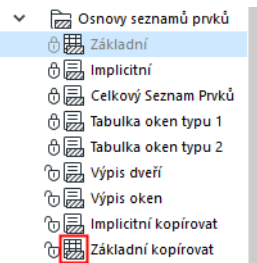 Osnovy seznamů prvků
Základní
Implicitní
Celkový Seznam Prvků
Tabulka oken typu 1
Tabulka oken typu 2
Výpis dveří
Výpis oken
Implicitní kopírovat
Základní kopírovat